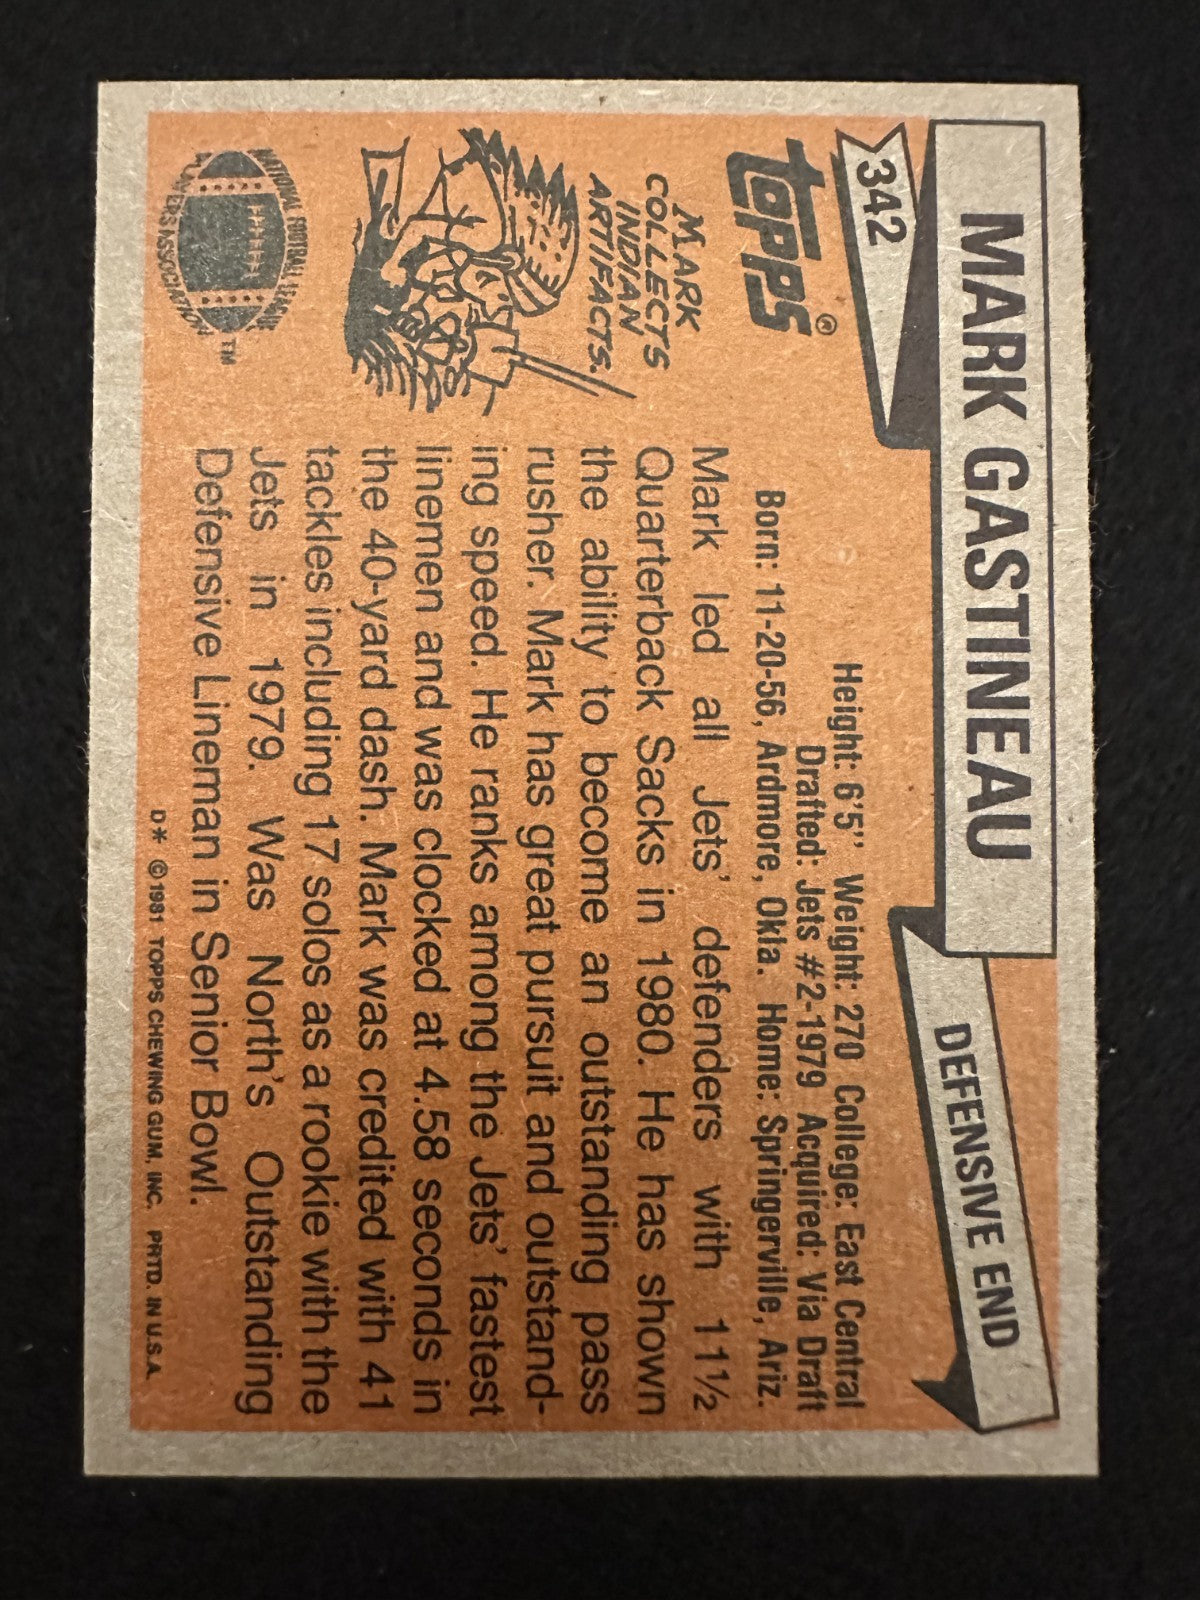 342
MARK GASTINEAU
DEFENSIVE END
TOPPS®
Height: 6'5" Weight: 270 College: East Central
Drafted: Jets #2-1979 Acquired: Via Draft
Born: 11-20-56, Ardmore, Okla. Home: Springerville, Ariz.
MARK
COLLECTS
INDIAN
ARTIFACTS.
Mark led all Jets' defenders with 11½
Quarterback Sacks in 1980. He has shown
the ability to become an outstanding pass
rusher. Mark has great pursuit and outstand-
ing speed. He ranks among the Jets' fastest
linemen and was clocked at 4.58 seconds in
the 40-yard dash. Mark was credited with 41
tackles including 17 solos as a rookie with the
Jets in 1979. Was North's Outstanding
Defensive Lineman in Senior Bowl.
NATIONAL FOOTBALL LEAGUE
PLAYERS ASSOCIATION
TM
D* © 1981 TOPPS CHEWING GUM, INC. PRTD. IN U.S.A.